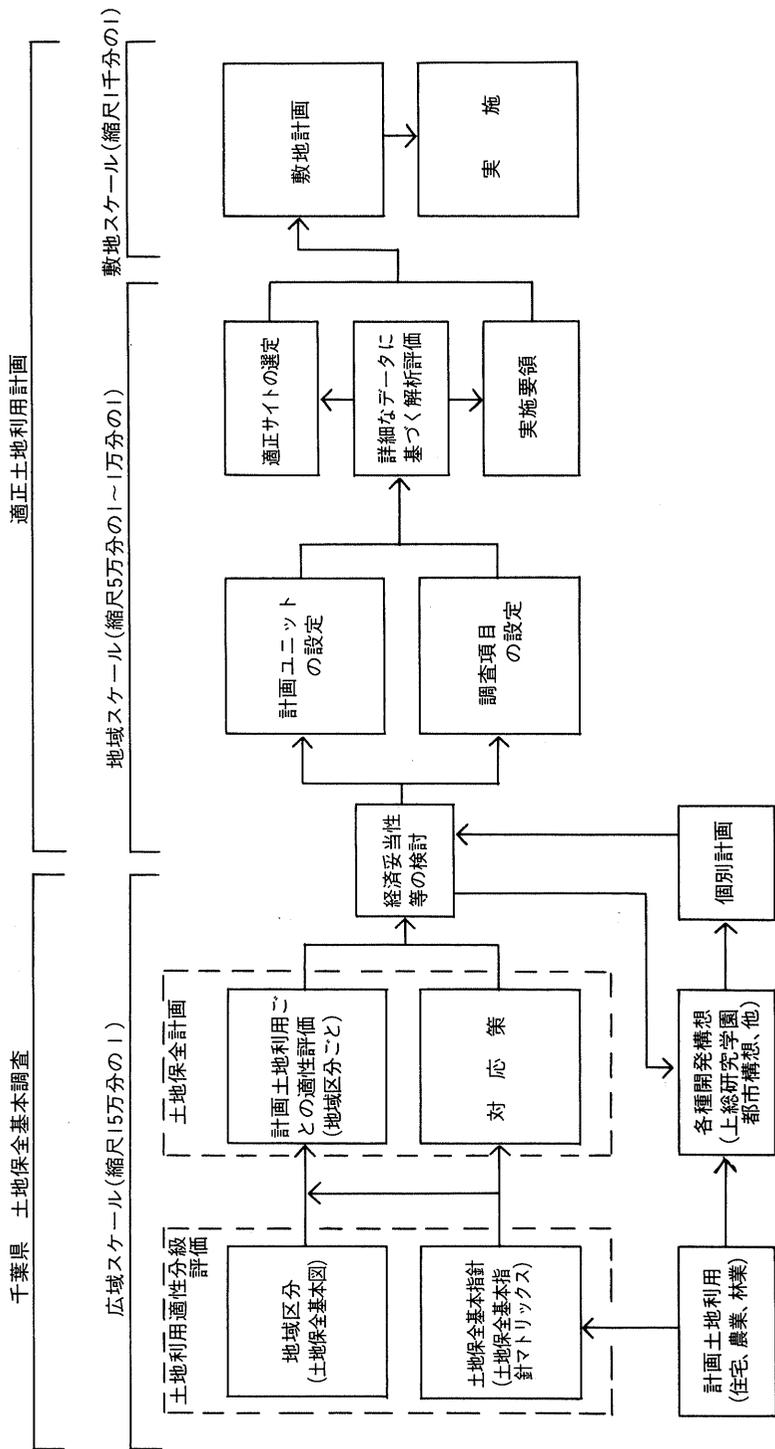 千葉県 土地保全基本調査
適正土地利用計画
広域スケール(縮尺15万分の1)
地域スケール(縮尺5万分の1~1万分の1)
敷地スケール(縮尺1千分の1)
土地利用適性分級
評価
地域区分
(土地保全基本図)
土地保全基本指針
(土地保全基本指
針マトリックス)
計画土地利用
(住宅、農業、林業)
土地保全計画
計画土地利用ご
との適性評価
(地域区分ごと)
対応策
各種開発構想
(上総研究学園
都市構想、他)
個別計画
経済妥当性
等の検討
計画ユニット
の設定
調査項目
の設定
適正サイトの選定
詳細なデータに
基づく解析評価
実施要領
敷地計画
実施